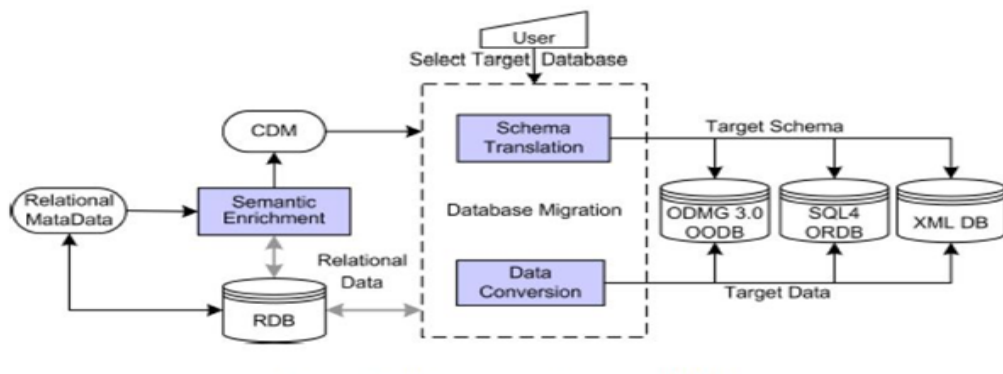 User
Select Target Database
CDM
Schema
Translation
Target Schema
Relational
MataData
Semantic
Enrichment
Database Migration
ODMG 3.0
OODB
SQL4
ORDB
XML DB
Relational
Data
RDB
Data
Conversion
Target Data